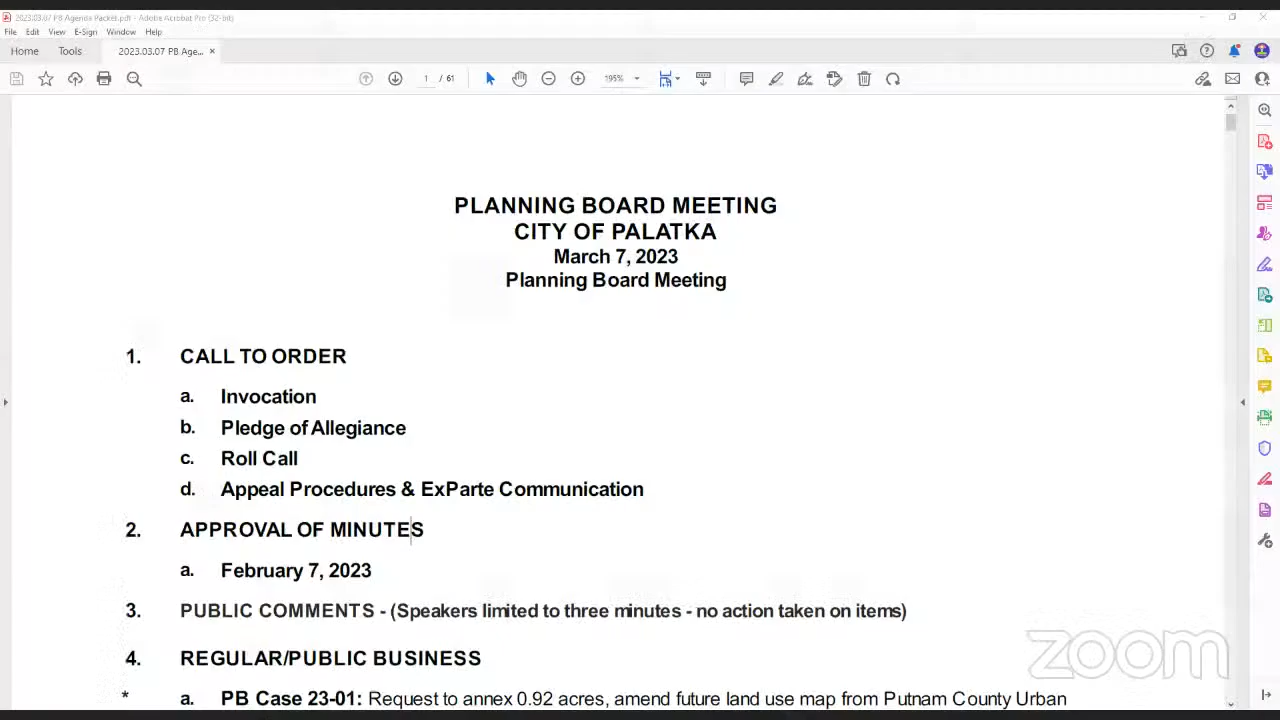 2023.03.07 PB Agenda Packet.pdf - Adobe Acrobat Pro (32-bit)
File Edit View E-Sign Window Help
Home Tools 2023.03.07 PB Age... ×
1 / 61 195%
PLANNING BOARD MEETING
CITY OF PALATKA
March 7, 2023
Planning Board Meeting
1. CALL TO ORDER
a. Invocation
b. Pledge of Allegiance
c. Roll Call
d. Appeal Procedures & ExParte Communication
2. APPROVAL OF MINUTES
a. February 7, 2023
3. PUBLIC COMMENTS - (Speakers limited to three minutes - no action taken on items)
4. REGULAR/PUBLIC BUSINESS
* a. PB Case 23-01: Request to annex 0.92 acres, amend future land use map from Putnam County Urban
zoom